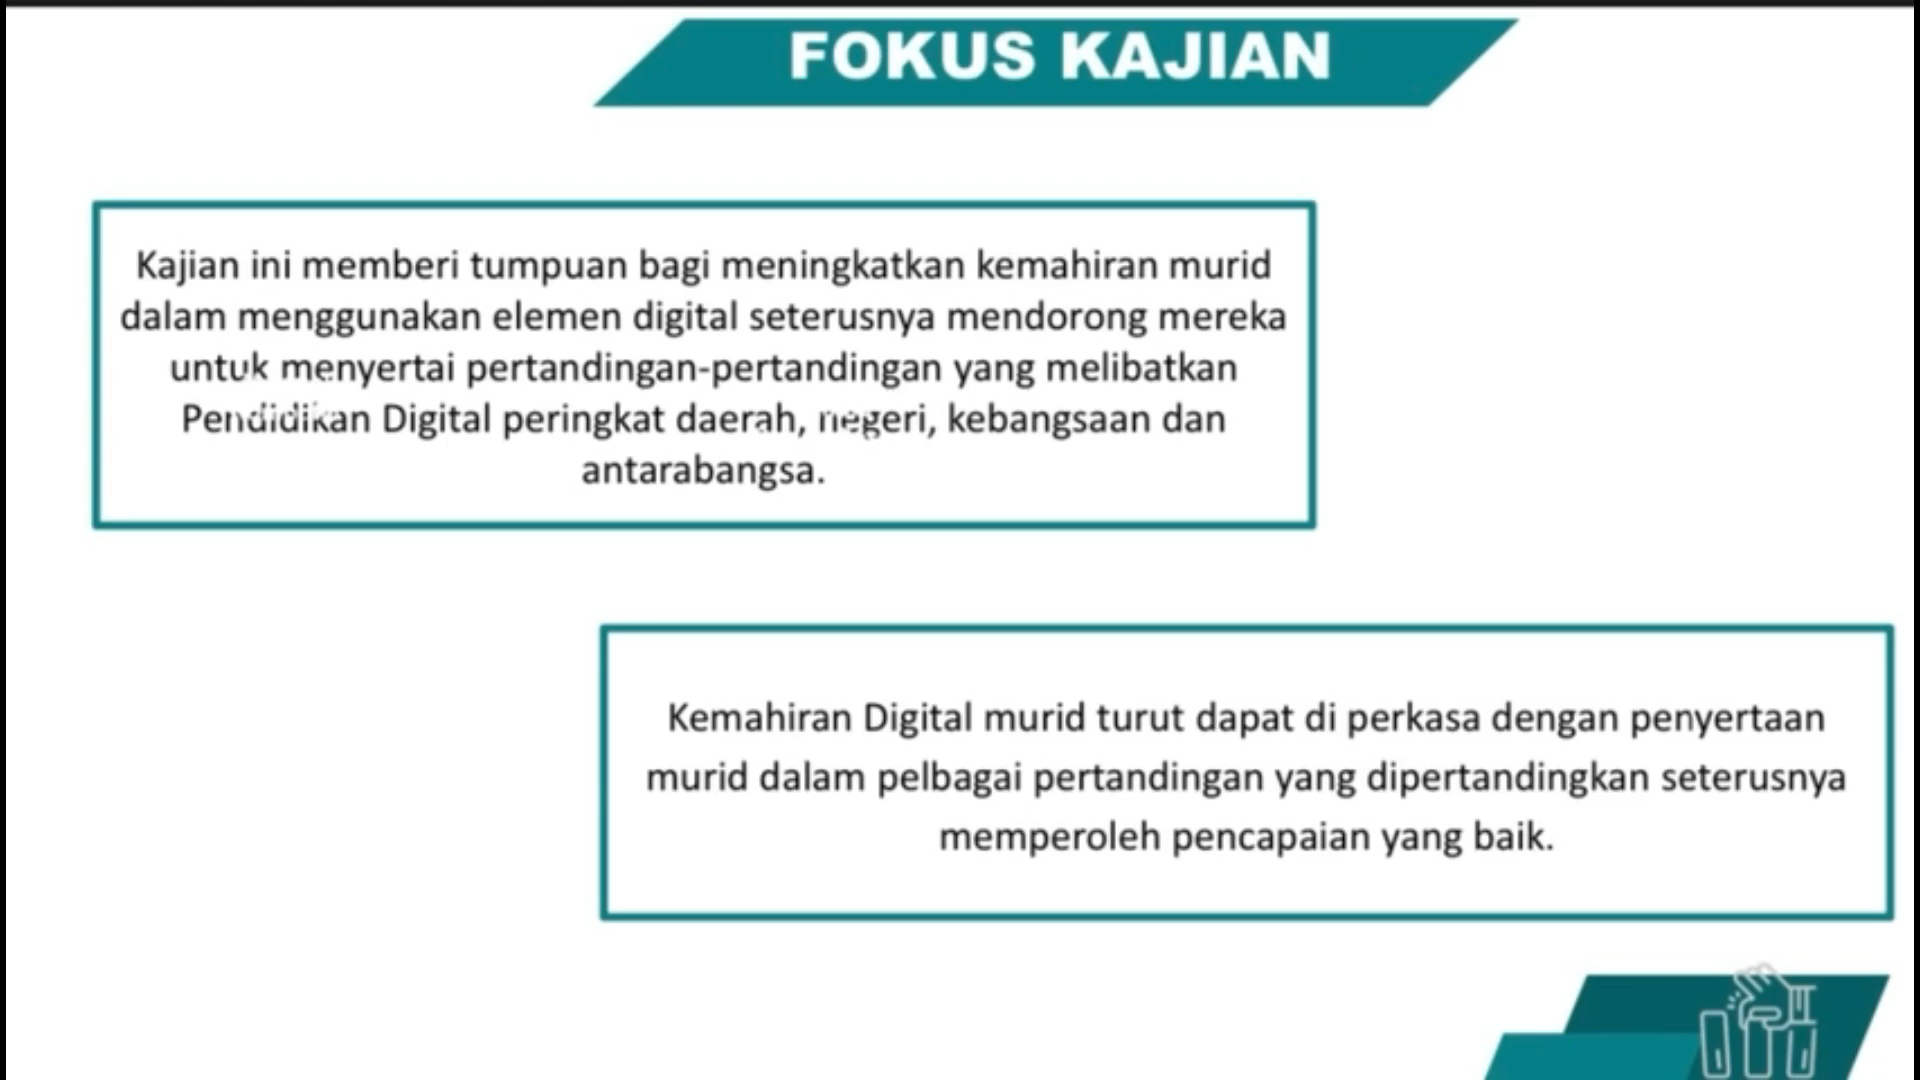 FOKUS KAJIAN
Kajian ini memberi tumpuan bagi meningkatkan kemahiran murid
dalam menggunakan elemen digital seterusnya mendorong mereka
untuk menyertai pertandingan-pertandingan yang melibatkan
Pendidikan Digital peringkat daerah, negeri, kebangsaan dan
antarabangsa.
Kemahiran Digital murid turut dapat di perkasa dengan penyertaan
murid dalam pelbagai pertandingan yang dipertandingkan seterusnya
memperoleh pencapaian yang baik.